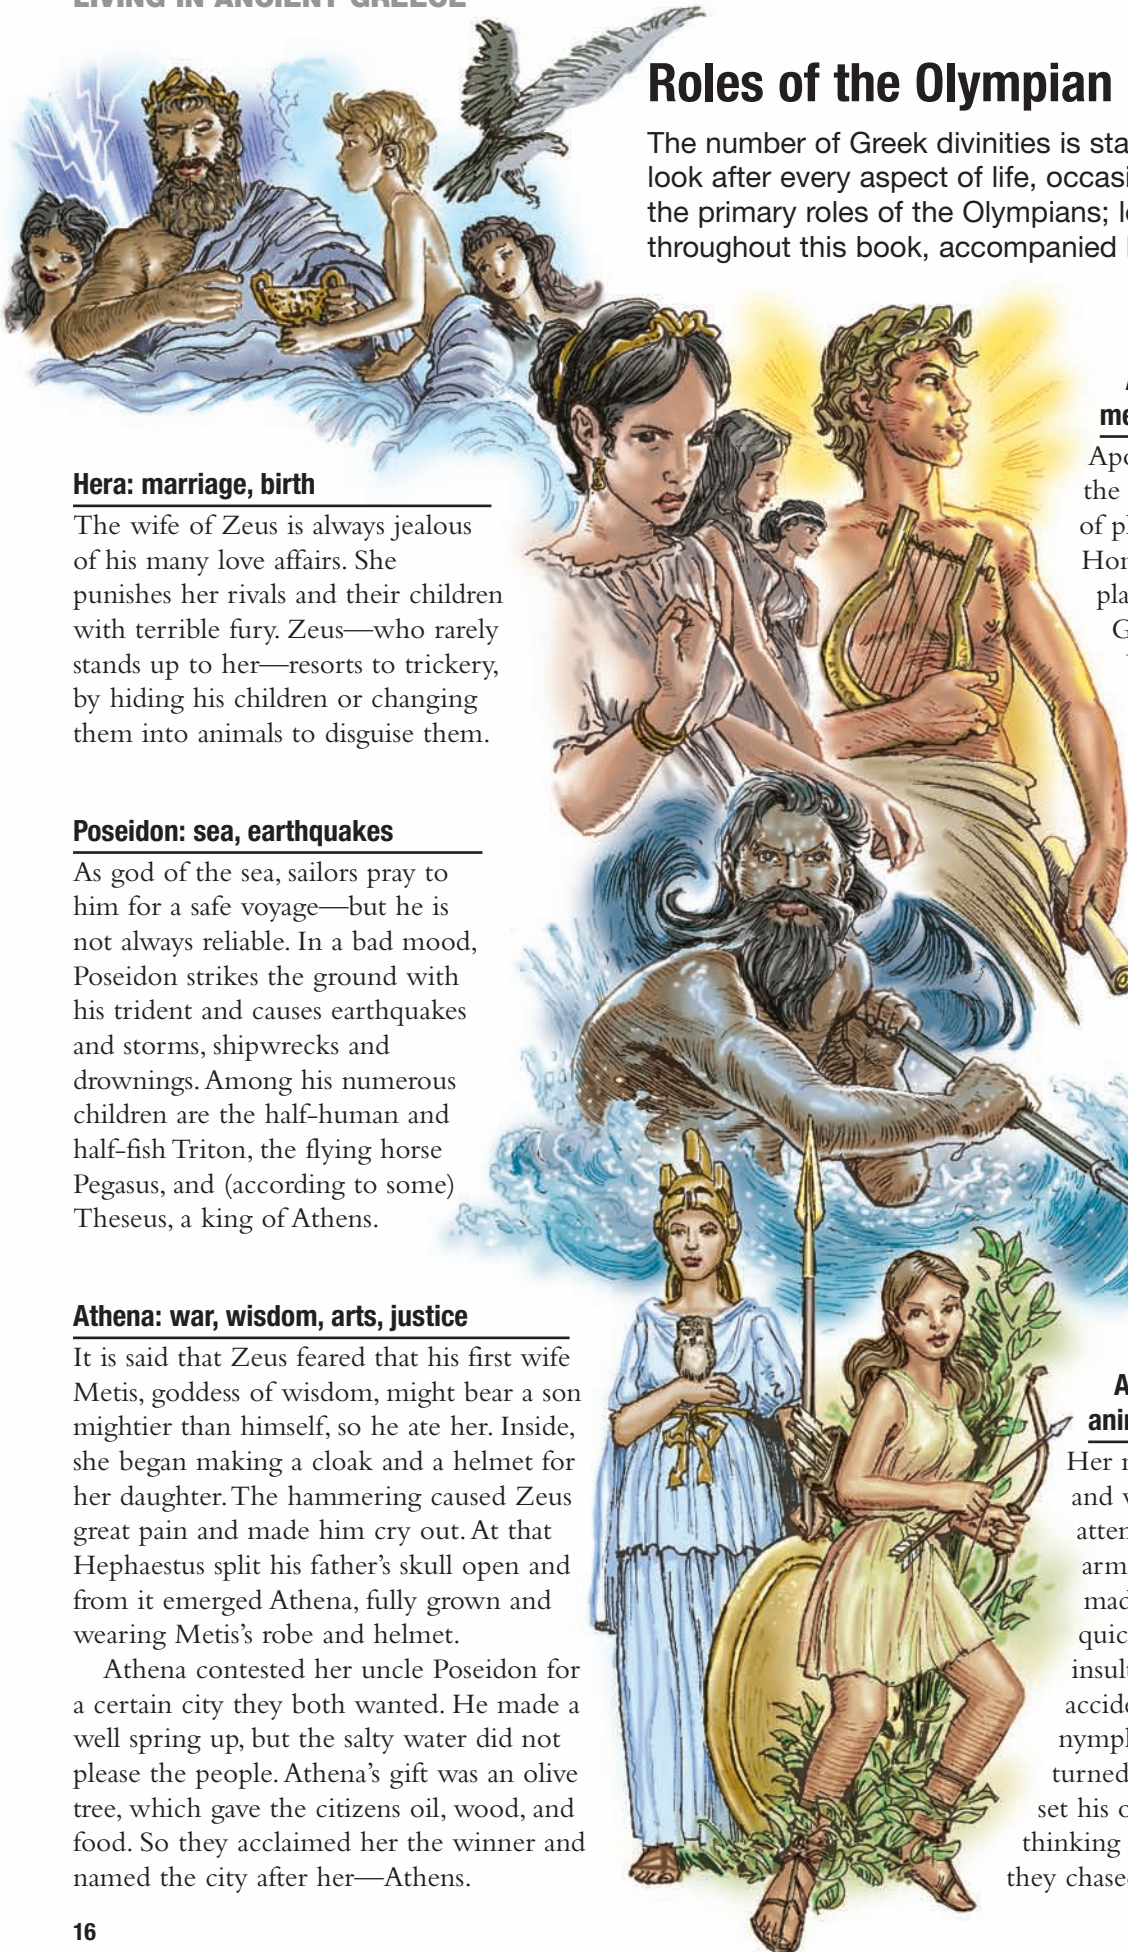 LIVING IN ANCIENT GREECE
Roles of the Olympian
The number of Greek divinities is
look after every aspect of life,
the primary roles of the Olympians;
throughout this book, accompanied
Hera: marriage, birth
The wife of Zeus is always jealous
of his many love affairs. She
punishes her rivals and their children
with terrible fury. Zeus—who rarely
stands up to her—resorts to trickery,
by hiding his children or changing
them into animals to disguise them.
Poseidon: sea, earthquakes
As god of the sea, sailors pray to
him for a safe voyage—but he is
not always reliable. In a bad mood,
Poseidon strikes the ground with
his trident and causes earthquakes
and storms, shipwrecks and
drownings. Among his numerous
children are the half-human and
half-fish Triton, the flying horse
Pegasus, and (according to some)
Theseus, a king of Athens.
Athena: war, wisdom, arts, justice
It is said that Zeus feared that his first wife
Metis, goddess of wisdom, might bear a son
mightier than himself, so he ate her. Inside,
she began making a cloak and a helmet for
her daughter. The hammering caused Zeus
great pain and made him cry out. At that
Hephaestus split his father's skull open and
from it emerged Athena, fully grown and
wearing Metis's robe and helmet.
Athena contested her uncle Poseidon for
a certain city they both wanted. He made a
well spring up, but the salty water did not
please the people. Athena's gift was an olive
tree, which gave the citizens oil, wood, and
food. So they acclaimed her the winner and
named the city after her—Athens.
the
of
Her
and
turned
set his
thinking
they
16